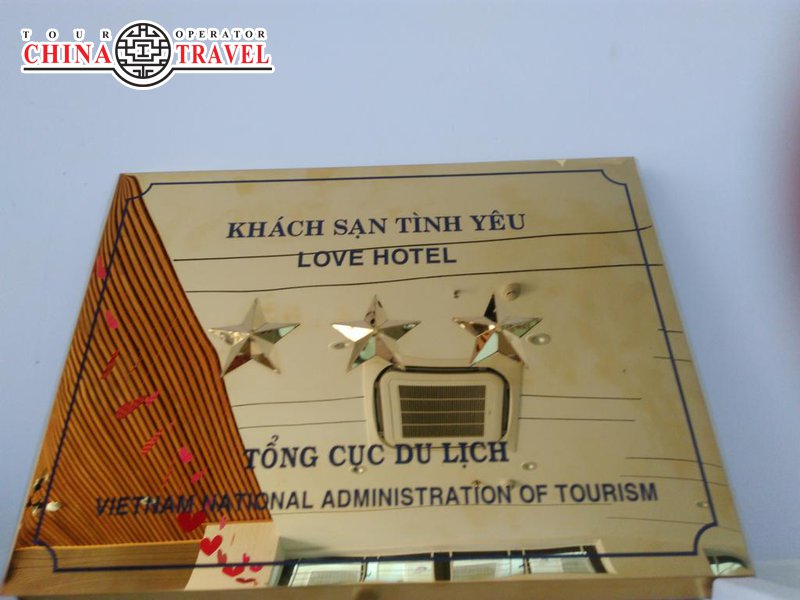 TOUR OPERATOR
CHINA TRAVEL
KHÁCH SẠN TÌNH YÊU
LOVE HOTEL
TỔNG CỤC DU LỊCH
VIETNAM NATIONAL ADMINISTRATION OF TOURISM